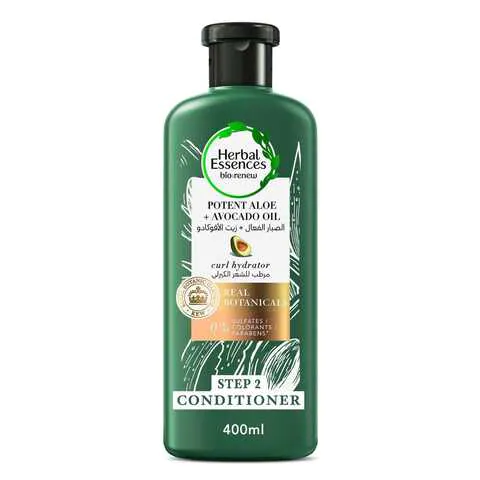 Herbal
Essences
bio:renew
POTENT ALOE
+ AVOCADO OIL
الصبار الفعال + زيت الأفوكادو
curl hydrator
مرطب للشعر الكيرلي
REAL
BOTANICALS
KEW
0%
SULFATES /
COLORANTS /
PARABENS*
STEP 2
CONDITIONER
400ml